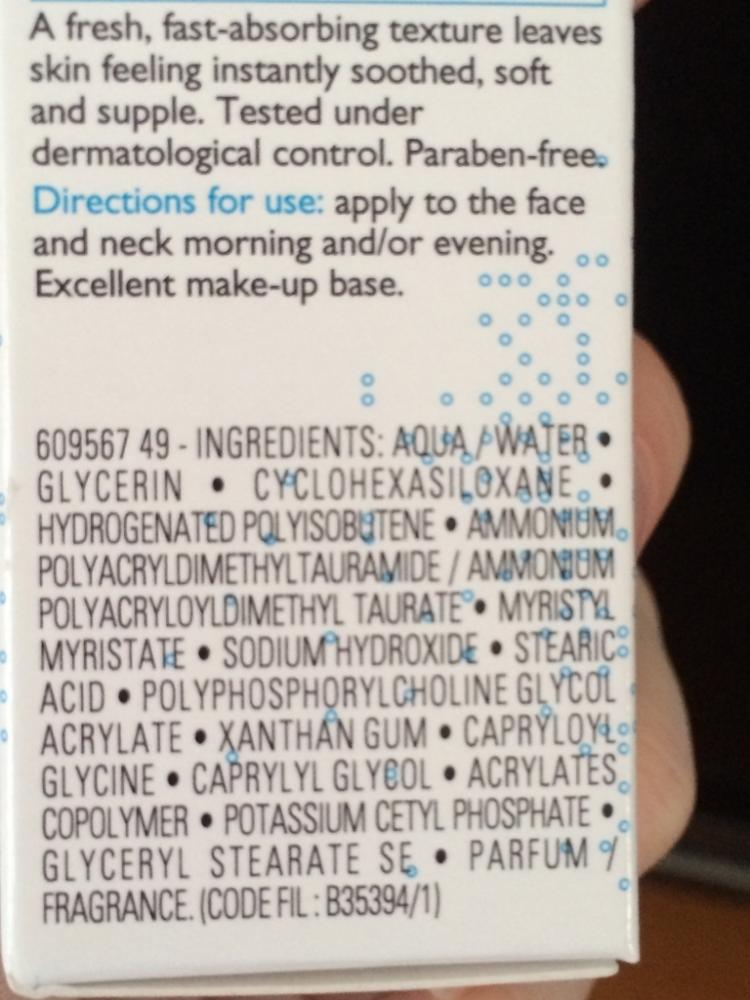 A fresh, fast-absorbing texture leaves
skin feeling instantly soothed, soft
and supple. Tested under
dermatological control. Paraben-free.
Directions for use: apply to the face
and neck morning and/or evening.
Excellent make-up base.
609567 49 - INGREDIENTS: AQUA / WATER •
GLYCERIN • CYCLOHEXASILOXANE •
HYDROGENATED POLYISOBUTENE • AMMONIUM
POLYACRYLDIMETHYLTAURAMIDE / AMMONIUM
POLYACRYLOYLDIMETHYL TAURATE • MYRISTYL
MYRISTATE • SODIUM HYDROXIDE • STEARIC
ACID • POLYPHOSPHORYLCHOLINE GLYCOL
ACRYLATE • XANTHAN GUM • CAPRYLOYL
GLYCINE • CAPRYLYL GLYCOL • ACRYLATES
COPOLYMER • POTASSIUM CETYL PHOSPHATE •
GLYCERYL STEARATE SE • PARFUM /
FRAGRANCE. (CODE FIL : B35394/1)